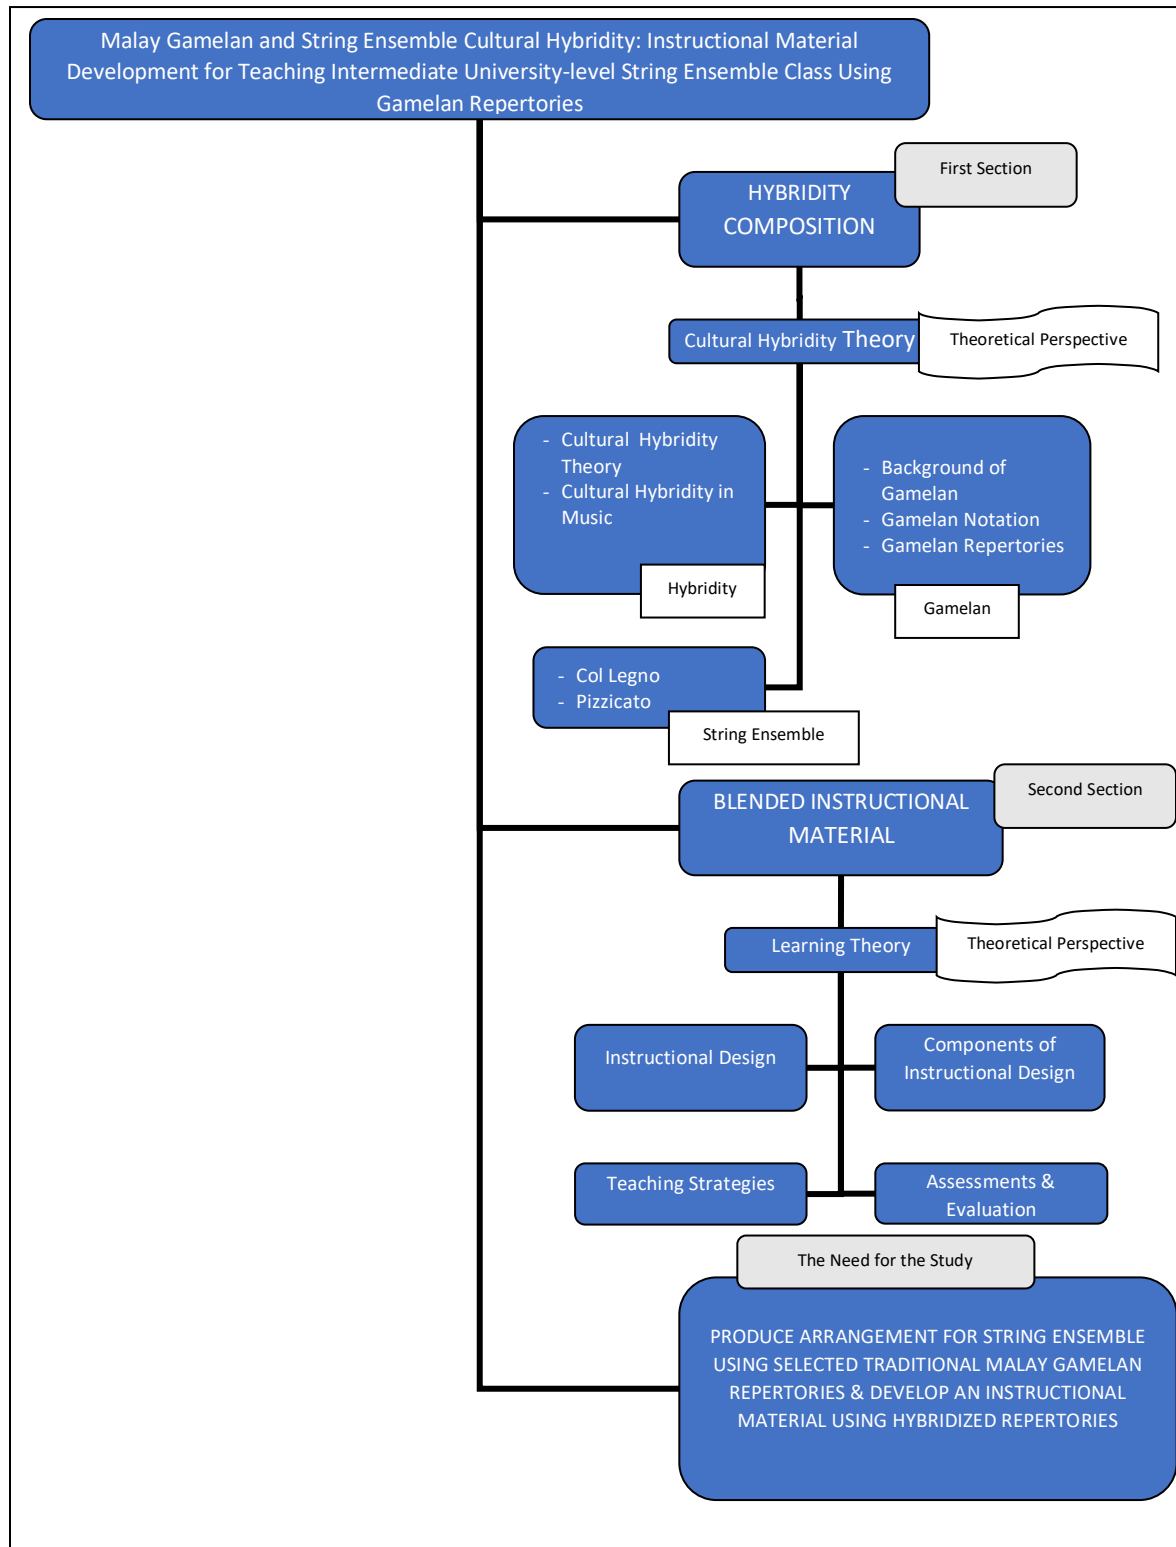 Malay Gamelan and String Ensemble Cultural Hybridity: Instructional Material
Development for Teaching Intermediate University-level String Ensemble Class Using
Gamelan Repertories
First Section
HYBRIDITY
COMPOSITION
Cultural Hybridity Theory
Theoretical Perspective
- Cultural Hybridity
Theory
- Cultural Hybridity in
Music
Hybridity
- Background of
Gamelan
- Gamelan Notation
- Gamelan Repertories
Gamelan
- Col Legno
- Pizzicato
String Ensemble
Second Section
BLENDED INSTRUCTIONAL
MATERIAL
Learning Theory
Theoretical Perspective
Instructional Design
Components of
Instructional Design
Teaching Strategies
Assessments &
Evaluation
The Need for the Study
PRODUCE ARRANGEMENT FOR STRING ENSEMBLE
USING SELECTED TRADITIONAL MALAY GAMELAN
REPERTORIES & DEVELOP AN INSTRUCTIONAL
MATERIAL USING HYBRIDIZED REPERTORIES